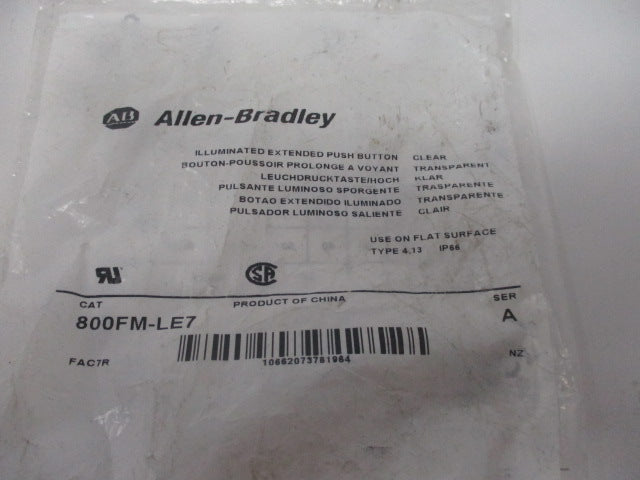 AB Allen-Bradley
ILLUMINATED EXTENDED PUSH BUTTON CLEAR
BOUTON-POUSSOIR PROLONGE A VOYANT TRANSPARENT
LEUCHDRUCKTASTE/HOCH KLAR
PULSANTE LUMINOSO SPORGENTE TRASPARENTE
BOTAO EXTENDIDO ILUMINADO TRANSPARENTE
PULSADOR LUMINOSO SALIENTE CLAIR
USE ON FLAT SURFACE
TYPE 4,13 IP66
RU SA
CAT PRODUCT OF CHINA SER
800FM-LE7 A
FAC7R 10662073781984 NZ